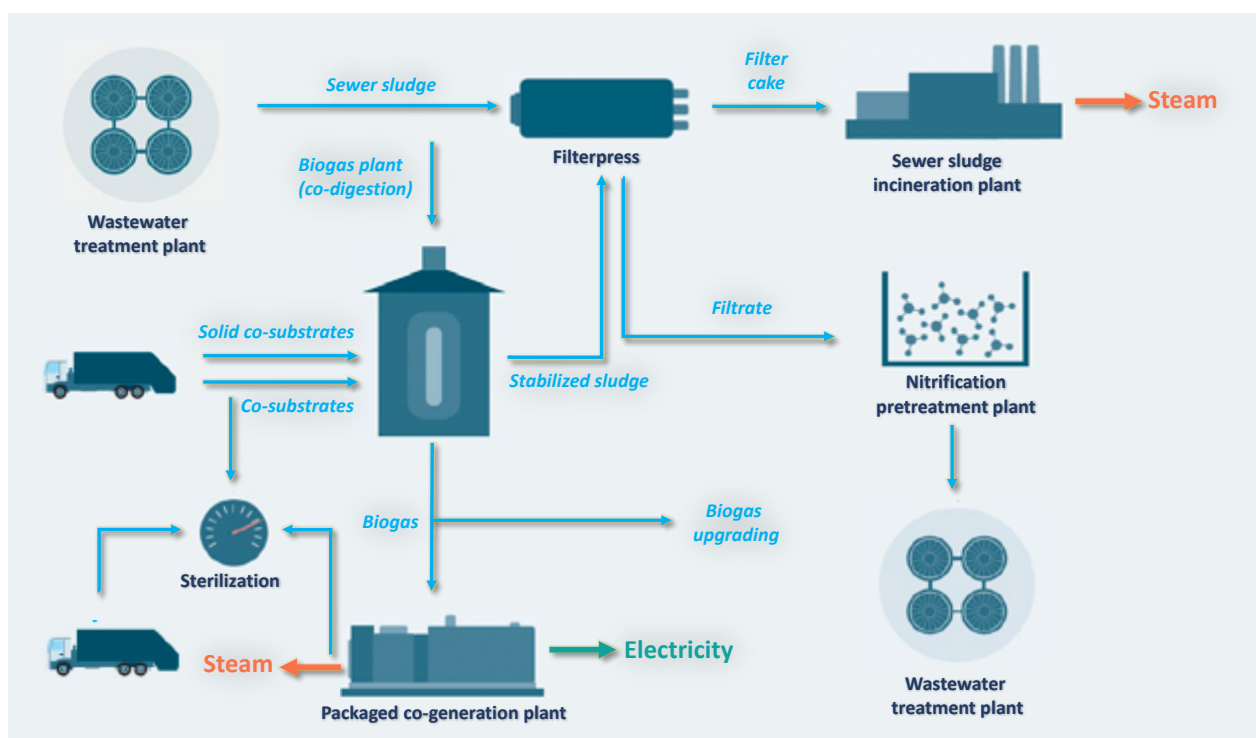 Sewer sludge
Filter
cake
Steam
Filterpress
Sewer sludge
incineration plant
Biogas plant
(co-digestion)
Wastewater
treatment plant
Solid co-substrates
Filtrate
Stabilized sludge
Co-substrates
Nitrification
pretreatment plant
Biogas
Biogas
upgrading
Sterilization
Steam
Electricity
Packaged co-generation plant
Wastewater
treatment plant